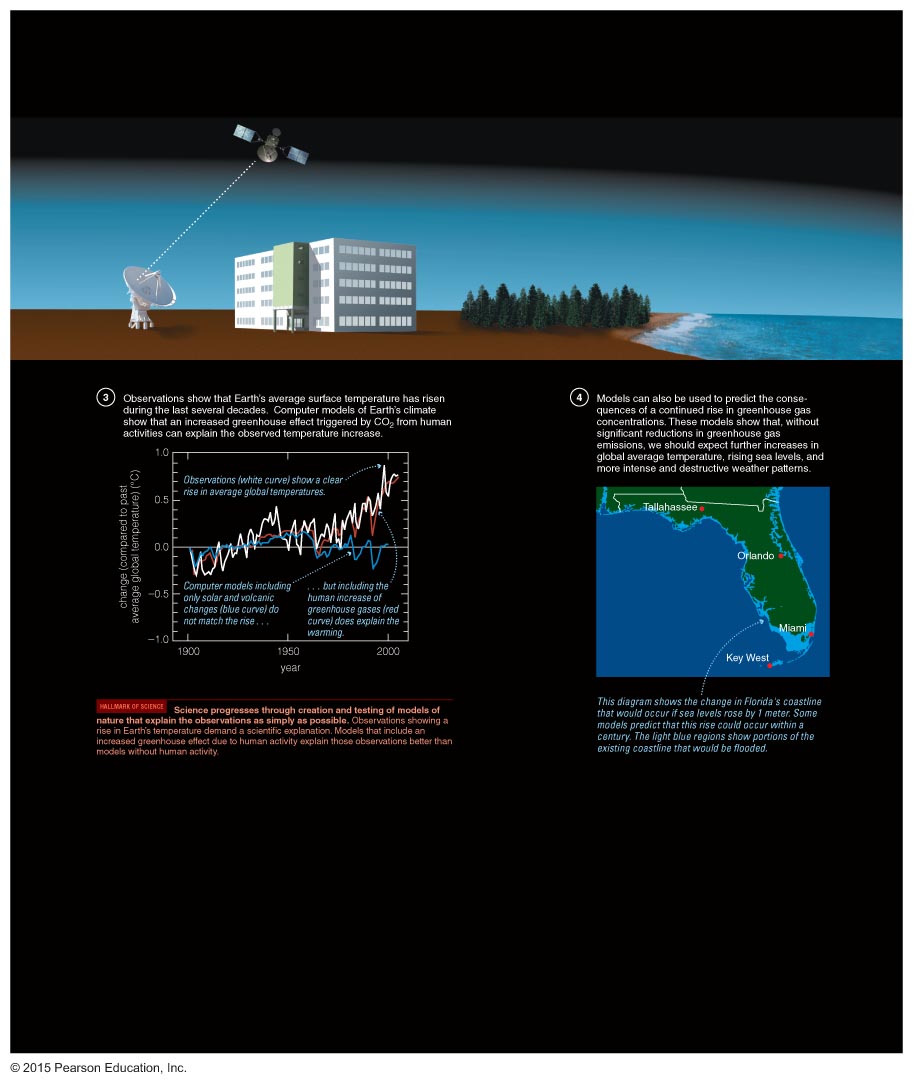 3 Observations show that Earth's average surface temperature has risen
during the last several decades. Computer models of Earth's climate
show that an increased greenhouse effect triggered by CO2 from human
activities can explain the observed temperature increase.
change (compared to past
average global temperature) (°C)
1.0
0.5
0.0
−0.5
−1.0
Observations (white curve) show a clear
rise in average global temperatures.
Computer models including
only solar and volcanic
changes (blue curve) do
not match the rise . . .
. . . but including the
human increase of
greenhouse gases (red
curve) does explain the
warming.
1900 1950 2000
year
HALLMARK OF SCIENCE Science progresses through creation and testing of models of
nature that explain the observations as simply as possible. Observations showing a
rise in Earth's temperature demand a scientific explanation. Models that include an
increased greenhouse effect due to human activity explain those observations better than
models without human activity.
4 Models can also be used to predict the conse-
quences of a continued rise in greenhouse gas
concentrations. These models show that, without
significant reductions in greenhouse gas
emissions, we should expect further increases in
global average temperature, rising sea levels, and
more intense and destructive weather patterns.
Tallahassee
Orlando
Miami
Key West
This diagram shows the change in Florida's coastline
that would occur if sea levels rose by 1 meter. Some
models predict that this rise could occur within a
century. The light blue regions show portions of the
existing coastline that would be flooded.
© 2015 Pearson Education, Inc.